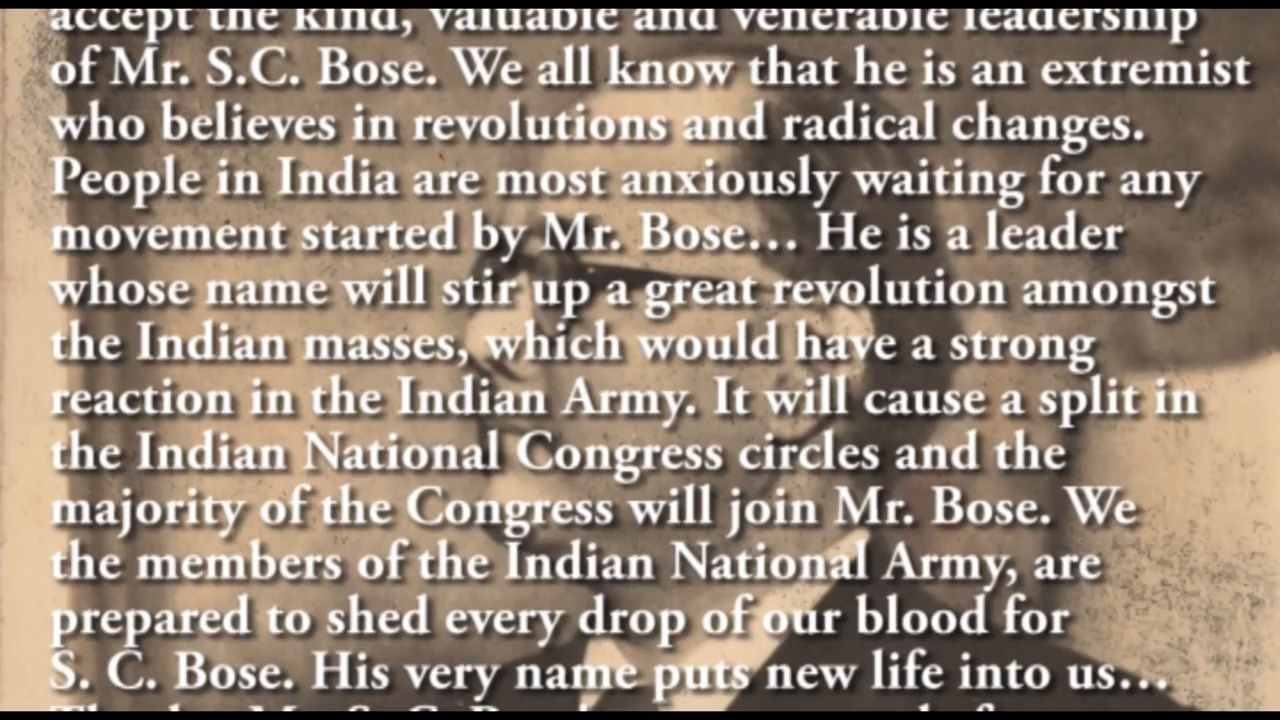 accept the kind, valuable and venerable leadership
of Mr. S.C. Bose. We all know that he is an extremist
who believes in revolutions and radical changes.
People in India are most anxiously waiting for any
movement started by Mr. Bose… He is a leader
whose name will stir up a great revolution amongst
the Indian masses, which would have a strong
reaction in the Indian Army. It will cause a split in
the Indian National Congress circles and the
majority of the Congress will join Mr. Bose. We
the members of the Indian National Army, are
prepared to shed every drop of our blood for
S. C. Bose. His very name puts new life into us…